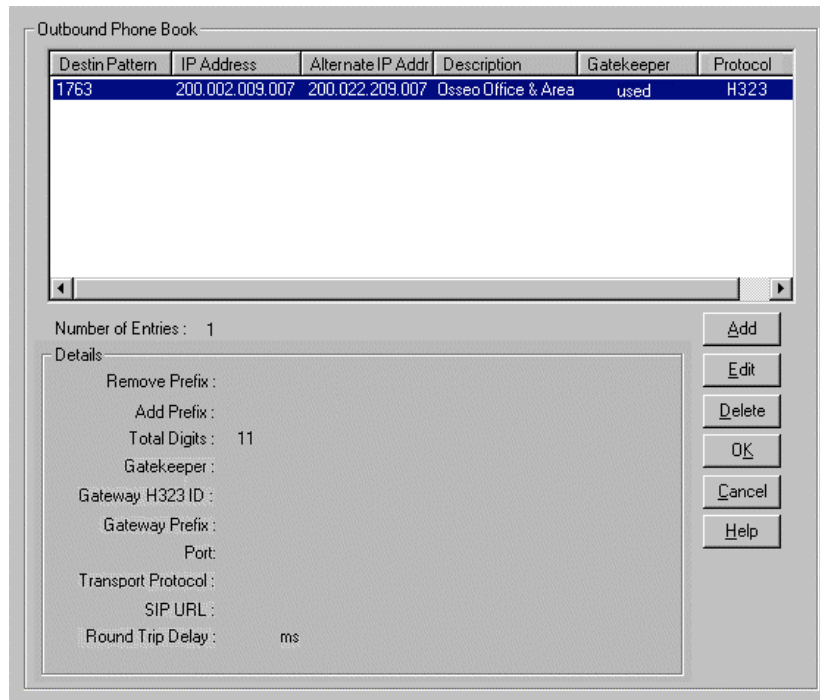 Outbound Phone Book
Destin Pattern IP Address Alternate IP Addr Description Gatekeeper Protocol
1763 200.002.009.007 200.022.209.007 Osseo Office & Area used H323
Number of Entries : 1
Add
Details
Edit
Remove Prefix :
Add Prefix :
Delete
Total Digits : 11
OK
Gatekeeper :
Gateway H323 ID :
Cancel
Gateway Prefix :
Help
Port:
Transport Protocol :
SIP URL :
Round Trip Delay : ms